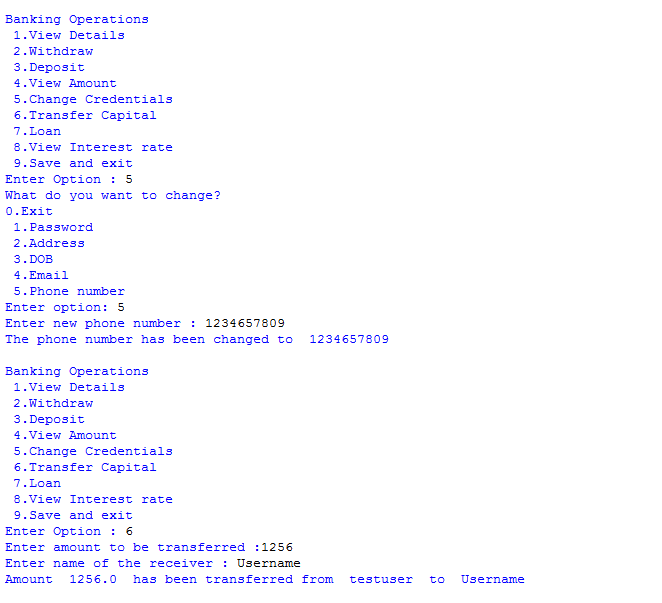 Banking Operations
1.View Details
2.Withdraw
3.Deposit
4.View Amount
5.Change Credentials
6.Transfer Capital
7.Loan
8.View Interest rate
9.Save and exit
Enter Option : 5
What do you want to change?
0.Exit
1.Password
2.Address
3.DOB
4.Email
5.Phone number
Enter option: 5
Enter new phone number : 1234657809
The phone number has been changed to  1234657809
Banking Operations
1.View Details
2.Withdraw
3.Deposit
4.View Amount
5.Change Credentials
6.Transfer Capital
7.Loan
8.View Interest rate
9.Save and exit
Enter Option : 6
Enter amount to be transferred :1256
Enter name of the receiver : Username
Amount  1256.0  has been transferred from  testuser  to  Username